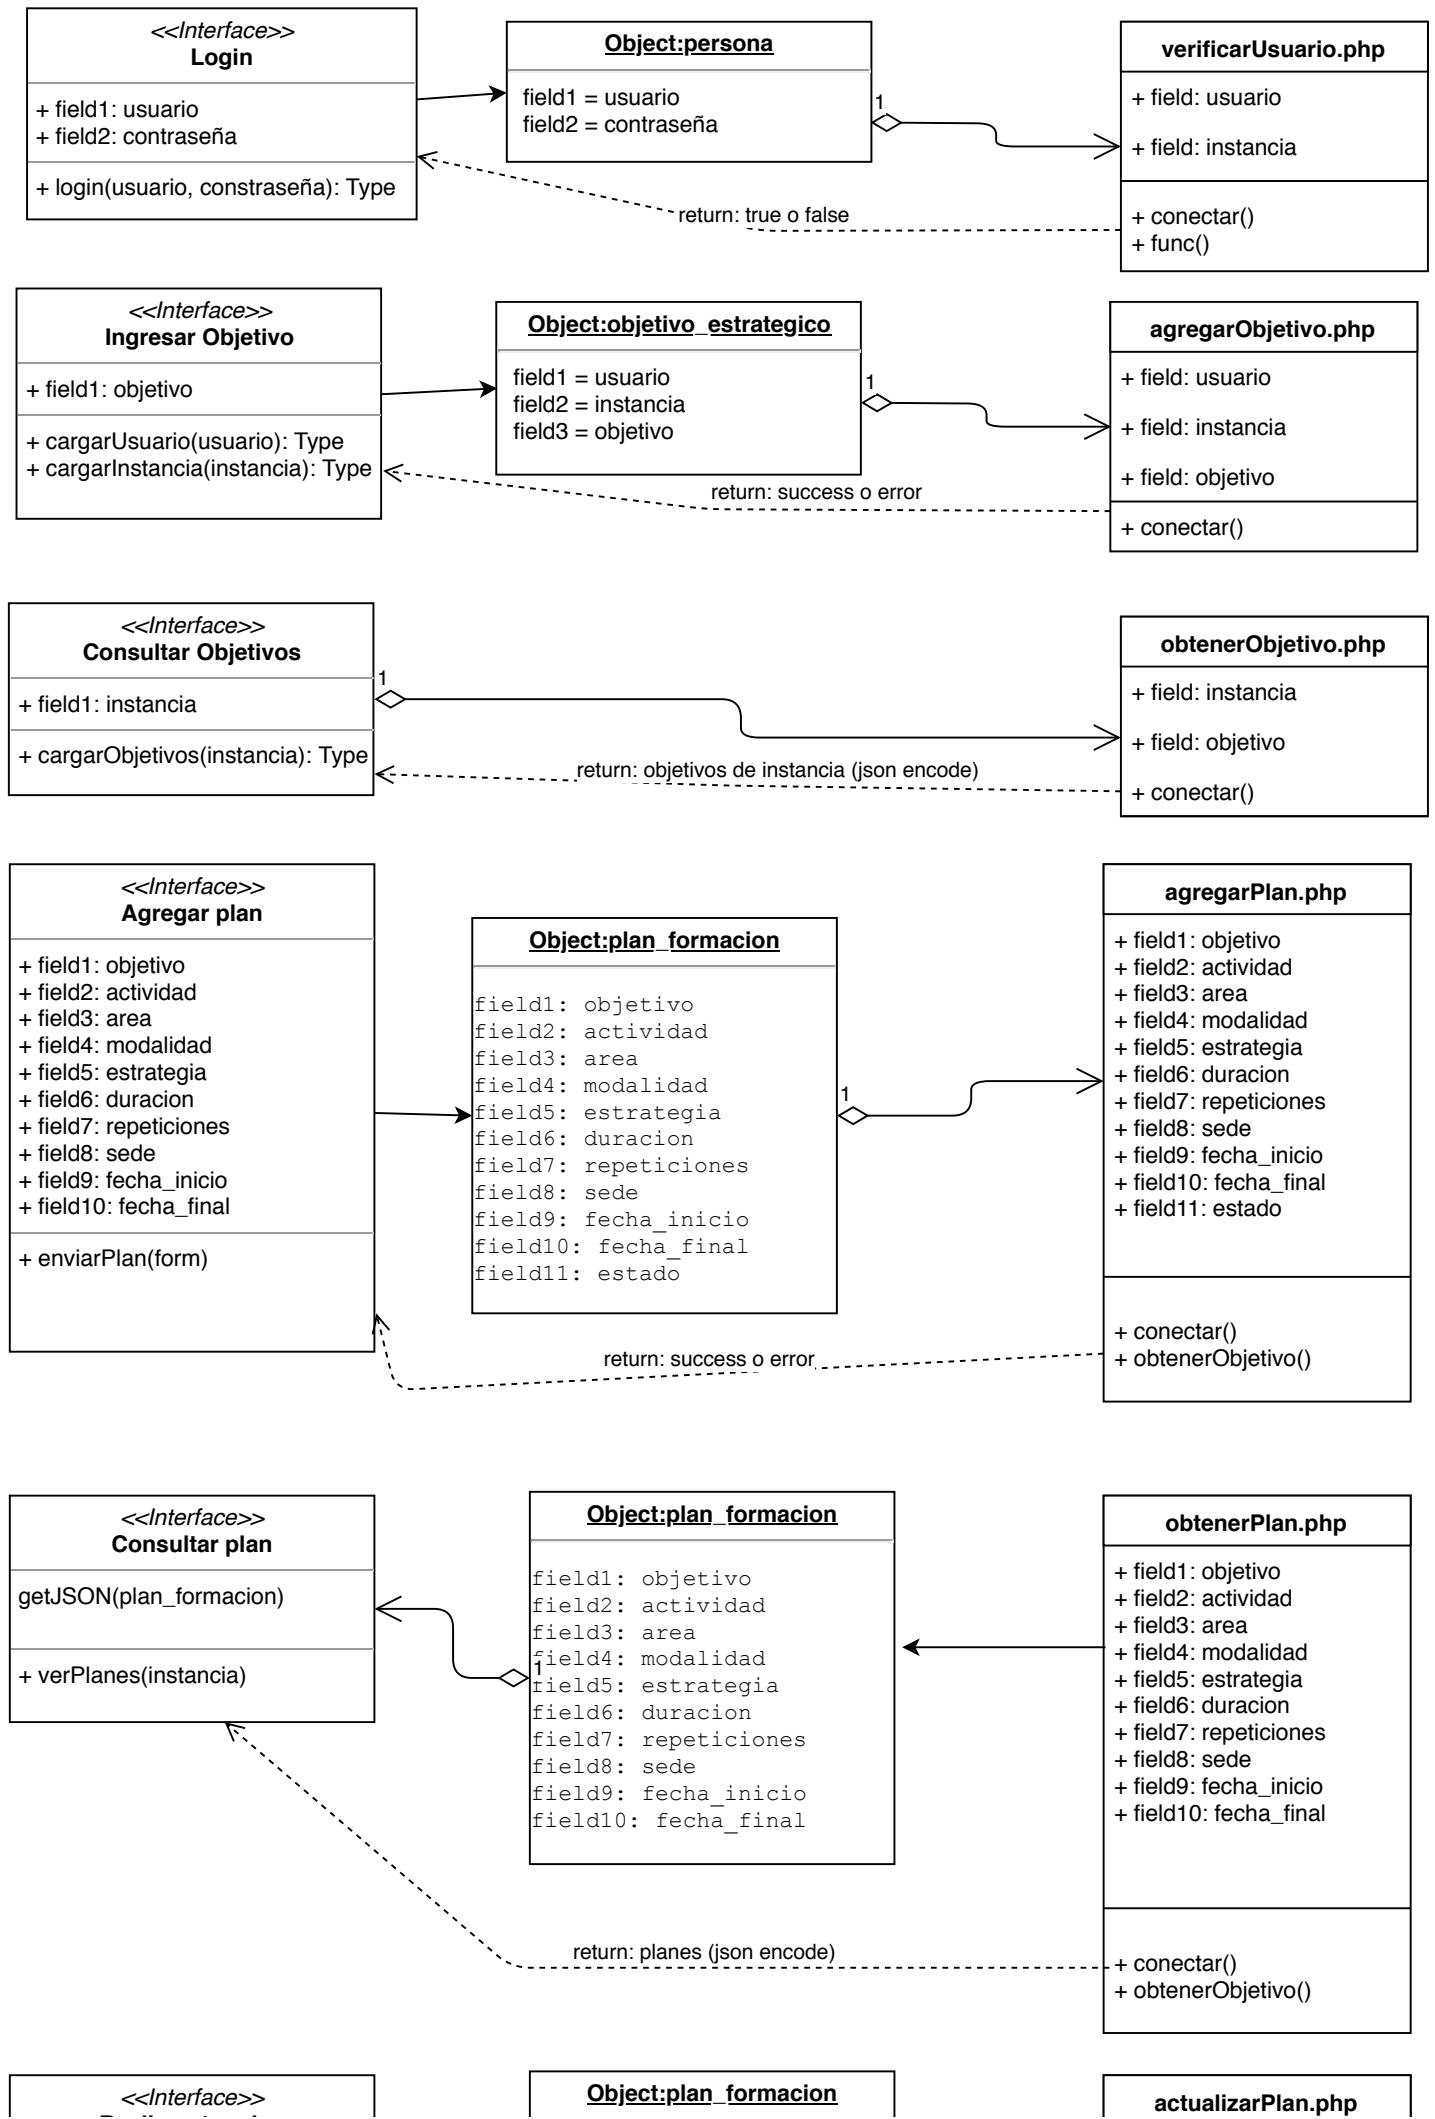 <<Interface>>
Login
+ field1: usuario
+ field2: contraseña
+ login(usuario, constraseña): Type
Object:persona
field1 = usuario
field2 = contraseña
1
verificarUsuario.php
+ field: usuario
+ field: instancia
+ conectar()
+ func()
return: true o false
<<Interface>>
Ingresar Objetivo
+ field1: objetivo
+ cargarUsuario(usuario): Type
+ cargarInstancia(instancia): Type
Object:objetivo_estrategico
field1 = usuario
field2 = instancia
field3 = objetivo
1
agregarObjetivo.php
+ field: usuario
+ field: instancia
+ field: objetivo
+ conectar()
return: success o error
<<Interface>>
Consultar Objetivos
+ field1: instancia
+ cargarObjetivos(instancia): Type
1
obtenerObjetivo.php
+ field: instancia
+ field: objetivo
+ conectar()
return: objetivos de instancia (json encode)
<<Interface>>
Agregar plan
+ field1: objetivo
+ field2: actividad
+ field3: area
+ field4: modalidad
+ field5: estrategia
+ field6: duracion
+ field7: repeticiones
+ field8: sede
+ field9: fecha_inicio
+ field10: fecha_final
+ enviarPlan(form)
Object:plan_formacion
field1: objetivo
field2: actividad
field3: area
field4: modalidad
field5: estrategia
field6: duracion
field7: repeticiones
field8: sede
field9: fecha_inicio
field10: fecha_final
field11: estado
1
agregarPlan.php
+ field1: objetivo
+ field2: actividad
+ field3: area
+ field4: modalidad
+ field5: estrategia
+ field6: duracion
+ field7: repeticiones
+ field8: sede
+ field9: fecha_inicio
+ field10: fecha_final
+ field11: estado
+ conectar()
+ obtenerObjetivo()
return: success o error
<<Interface>>
Consultar plan
getJSON(plan_formacion)
+ verPlanes(instancia)
Object:plan_formacion
field1: objetivo
field2: actividad
field3: area
field4: modalidad
1
field5: estrategia
field6: duracion
field7: repeticiones
field8: sede
field9: fecha_inicio
field10: fecha_final
obtenerPlan.php
+ field1: objetivo
+ field2: actividad
+ field3: area
+ field4: modalidad
+ field5: estrategia
+ field6: duracion
+ field7: repeticiones
+ field8: sede
+ field9: fecha_inicio
+ field10: fecha_final
+ conectar()
+ obtenerObjetivo()
return: planes (json encode)
<<Interface>>
Object:plan_formacion
actualizarPlan.php